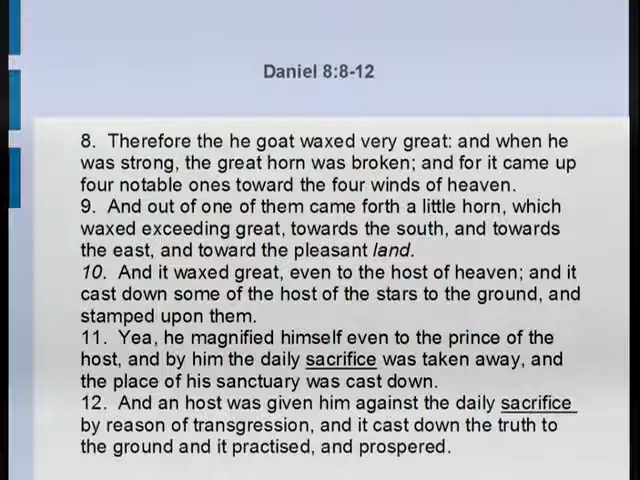 Daniel 8:8-12
8. Therefore the he goat waxed very great: and when he
was strong, the great horn was broken; and for it came up
four notable ones toward the four winds of heaven.
9. And out of one of them came forth a little horn, which
waxed exceeding great, towards the south, and towards
the east, and toward the pleasant land.
10. And it waxed great, even to the host of heaven; and it
cast down some of the host of the stars to the ground, and
stamped upon them.
11. Yea, he magnified himself even to the prince of the
host, and by him the daily sacrifice was taken away, and
the place of his sanctuary was cast down.
12. And an host was given him against the daily sacrifice
by reason of transgression, and it cast down the truth to
the ground and it practised, and prospered.